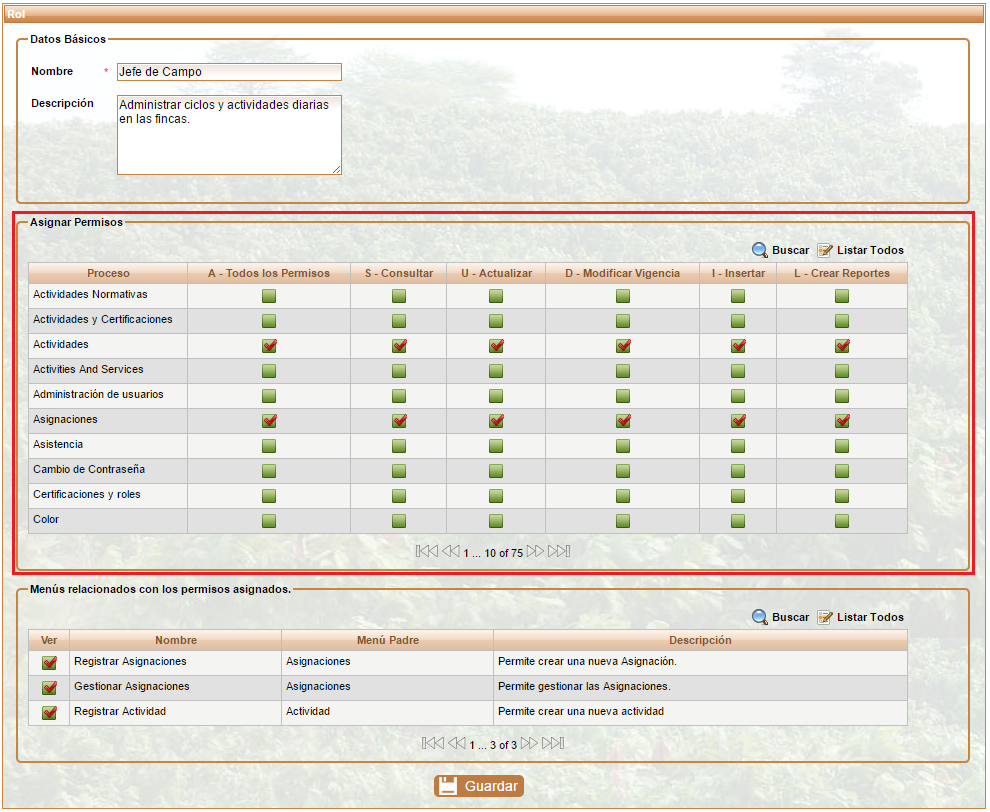 Rol
Datos Básicos
Nombre * Jefe de Campo
Descripción Administrar ciclos y actividades diarias
en las fincas.
Asignar Permisos
Buscar Listar Todos
Proceso A - Todos los Permisos S - Consultar U - Actualizar D - Modificar Vigencia I - Insertar L - Crear Reportes
Actividades Normativas
Actividades y Certificaciones
Actividades
Activities And Services
Administración de usuarios
Asignaciones
Asistencia
Cambio de Contraseña
Certificaciones y roles
Color
1 ... 10 of 75
Menús relacionados con los permisos asignados.
Buscar Listar Todos
Ver Nombre Menú Padre Descripción
Registrar Asignaciones Asignaciones Permite crear una nueva Asignación.
Gestionar Asignaciones Asignaciones Permite gestionar las Asignaciones.
Registrar Actividad Actividad Permite crear una nueva actividad
1 ... 3 of 3
Guardar